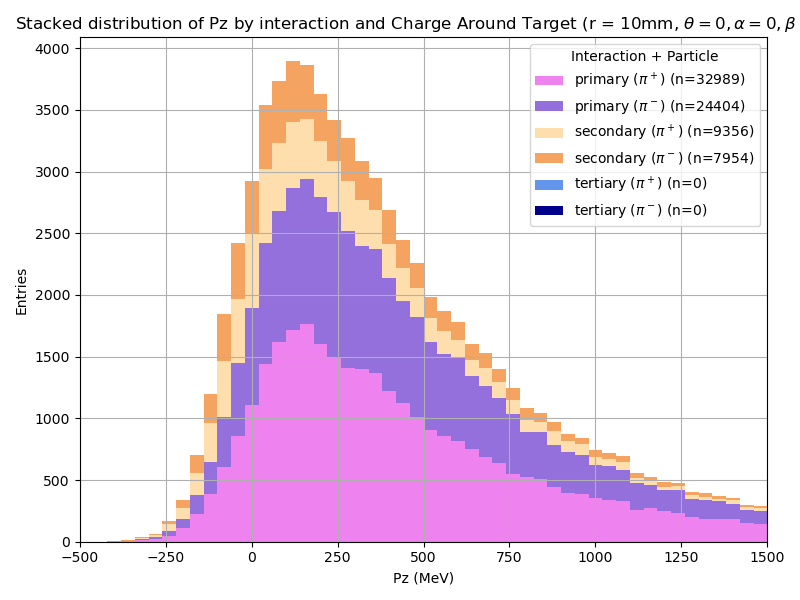 Stacked distribution of Pz by interaction and Charge Around Target (r = 10mm, θ = 0, α = 0, β
Interaction + Particle
primary (π⁺) (n=32989)
primary (π⁻) (n=24404)
secondary (π⁺) (n=9356)
secondary (π⁻) (n=7954)
tertiary (π⁺) (n=0)
tertiary (π⁻) (n=0)
Entries
4000
3500
3000
2500
2000
1500
1000
500
0
−500 −250 0 250 500 750 1000 1250 1500
Pz (MeV)